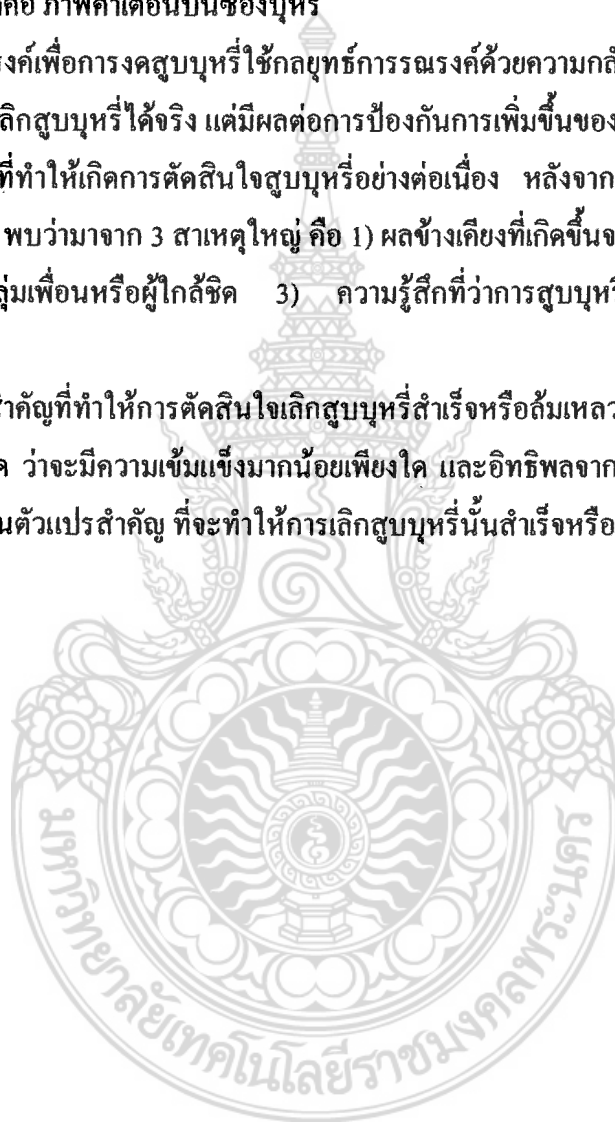 คือ ภาพคำเตือนบนซองบุหรี่
รงค์เพื่อการงดสูบบุหรี่ใช้กลยุทธ์การรณรงค์ด้วยความกลั
ลิกสูบบุหรี่ได้จริง แต่มีผลต่อการป้องกันการเพิ่มขึ้นของ
ที่ทำให้เกิดการตัดสินใจสูบบุหรี่อย่างต่อเนื่อง หลังจาก
พบว่ามาจาก 3 สาเหตุใหญ่ คือ 1) ผลข้างเคียงที่เกิดขึ้นจ
ลุ่มเพื่อนหรือผู้ใกล้ชิด 3) ความรู้สึกที่ว่าการสูบบุหรี
สำคัญที่ทำให้การตัดสินใจเลิกสูบบุหรี่สำเร็จหรือล้มเหลว
ด ว่าจะมีความเข้มแข็งมากน้อยเพียงใด และอิทธิพลจาก
นตัวแปรสำคัญ ที่จะทำให้การเลิกสูบบุหรี่นั้นสำเร็จหรือ
มหาวิทยาลัยเทคโนโลยีราชมงคลพระนคร